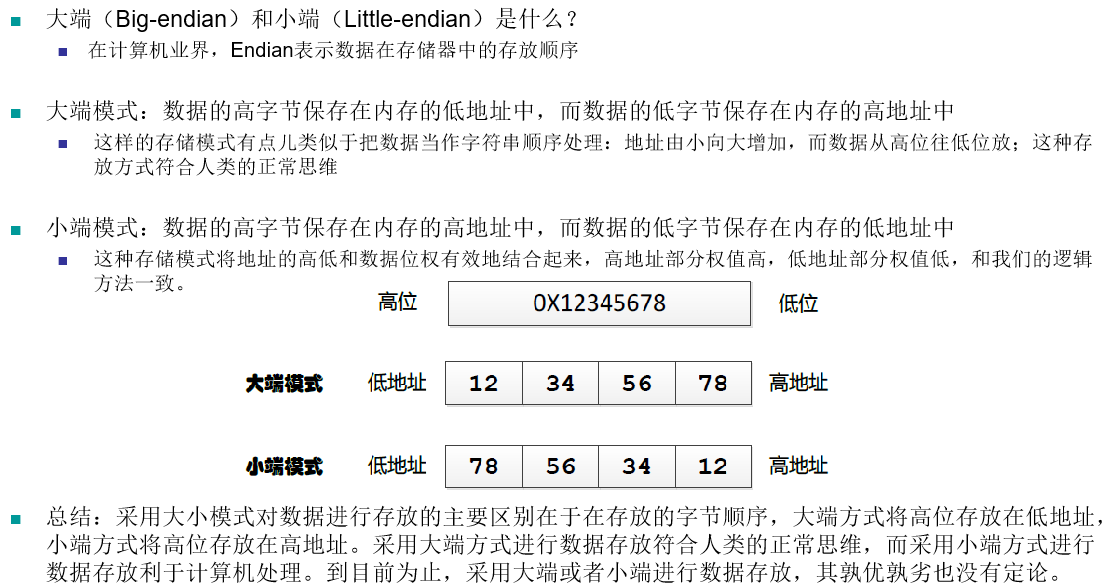 大端（Big-endian）和小端（Little-endian）是什么？
在计算机业界，Endian表示数据在存储器中的存放顺序
大端模式：数据的高字节保存在内存的低地址中，而数据的低字节保存在内存的高地址中
这样的存储模式有点儿类似于把数据当作字符串顺序处理：地址由小向大增加，而数据从高位往低位放；这种存
放方式符合人类的正常思维
小端模式：数据的高字节保存在内存的高地址中，而数据的低字节保存在内存的低地址中
这种存储模式将地址的高低和数据位权有效地结合起来，高地址部分权值高，低地址部分权值低，和我们的逻辑
方法一致。
高位 0X12345678 低位
大端模式 低地址 12 34 56 78 高地址
小端模式 低地址 78 56 34 12 高地址
总结：采用大小模式对数据进行存放的主要区别在于在存放的字节顺序，大端方式将高位存放在低地址，
小端方式将高位存放在高地址。采用大端方式进行数据存放符合人类的正常思维，而采用小端方式进行
数据存放利于计算机处理。到目前为止，采用大端或者小端进行数据存放，其孰优孰劣也没有定论。